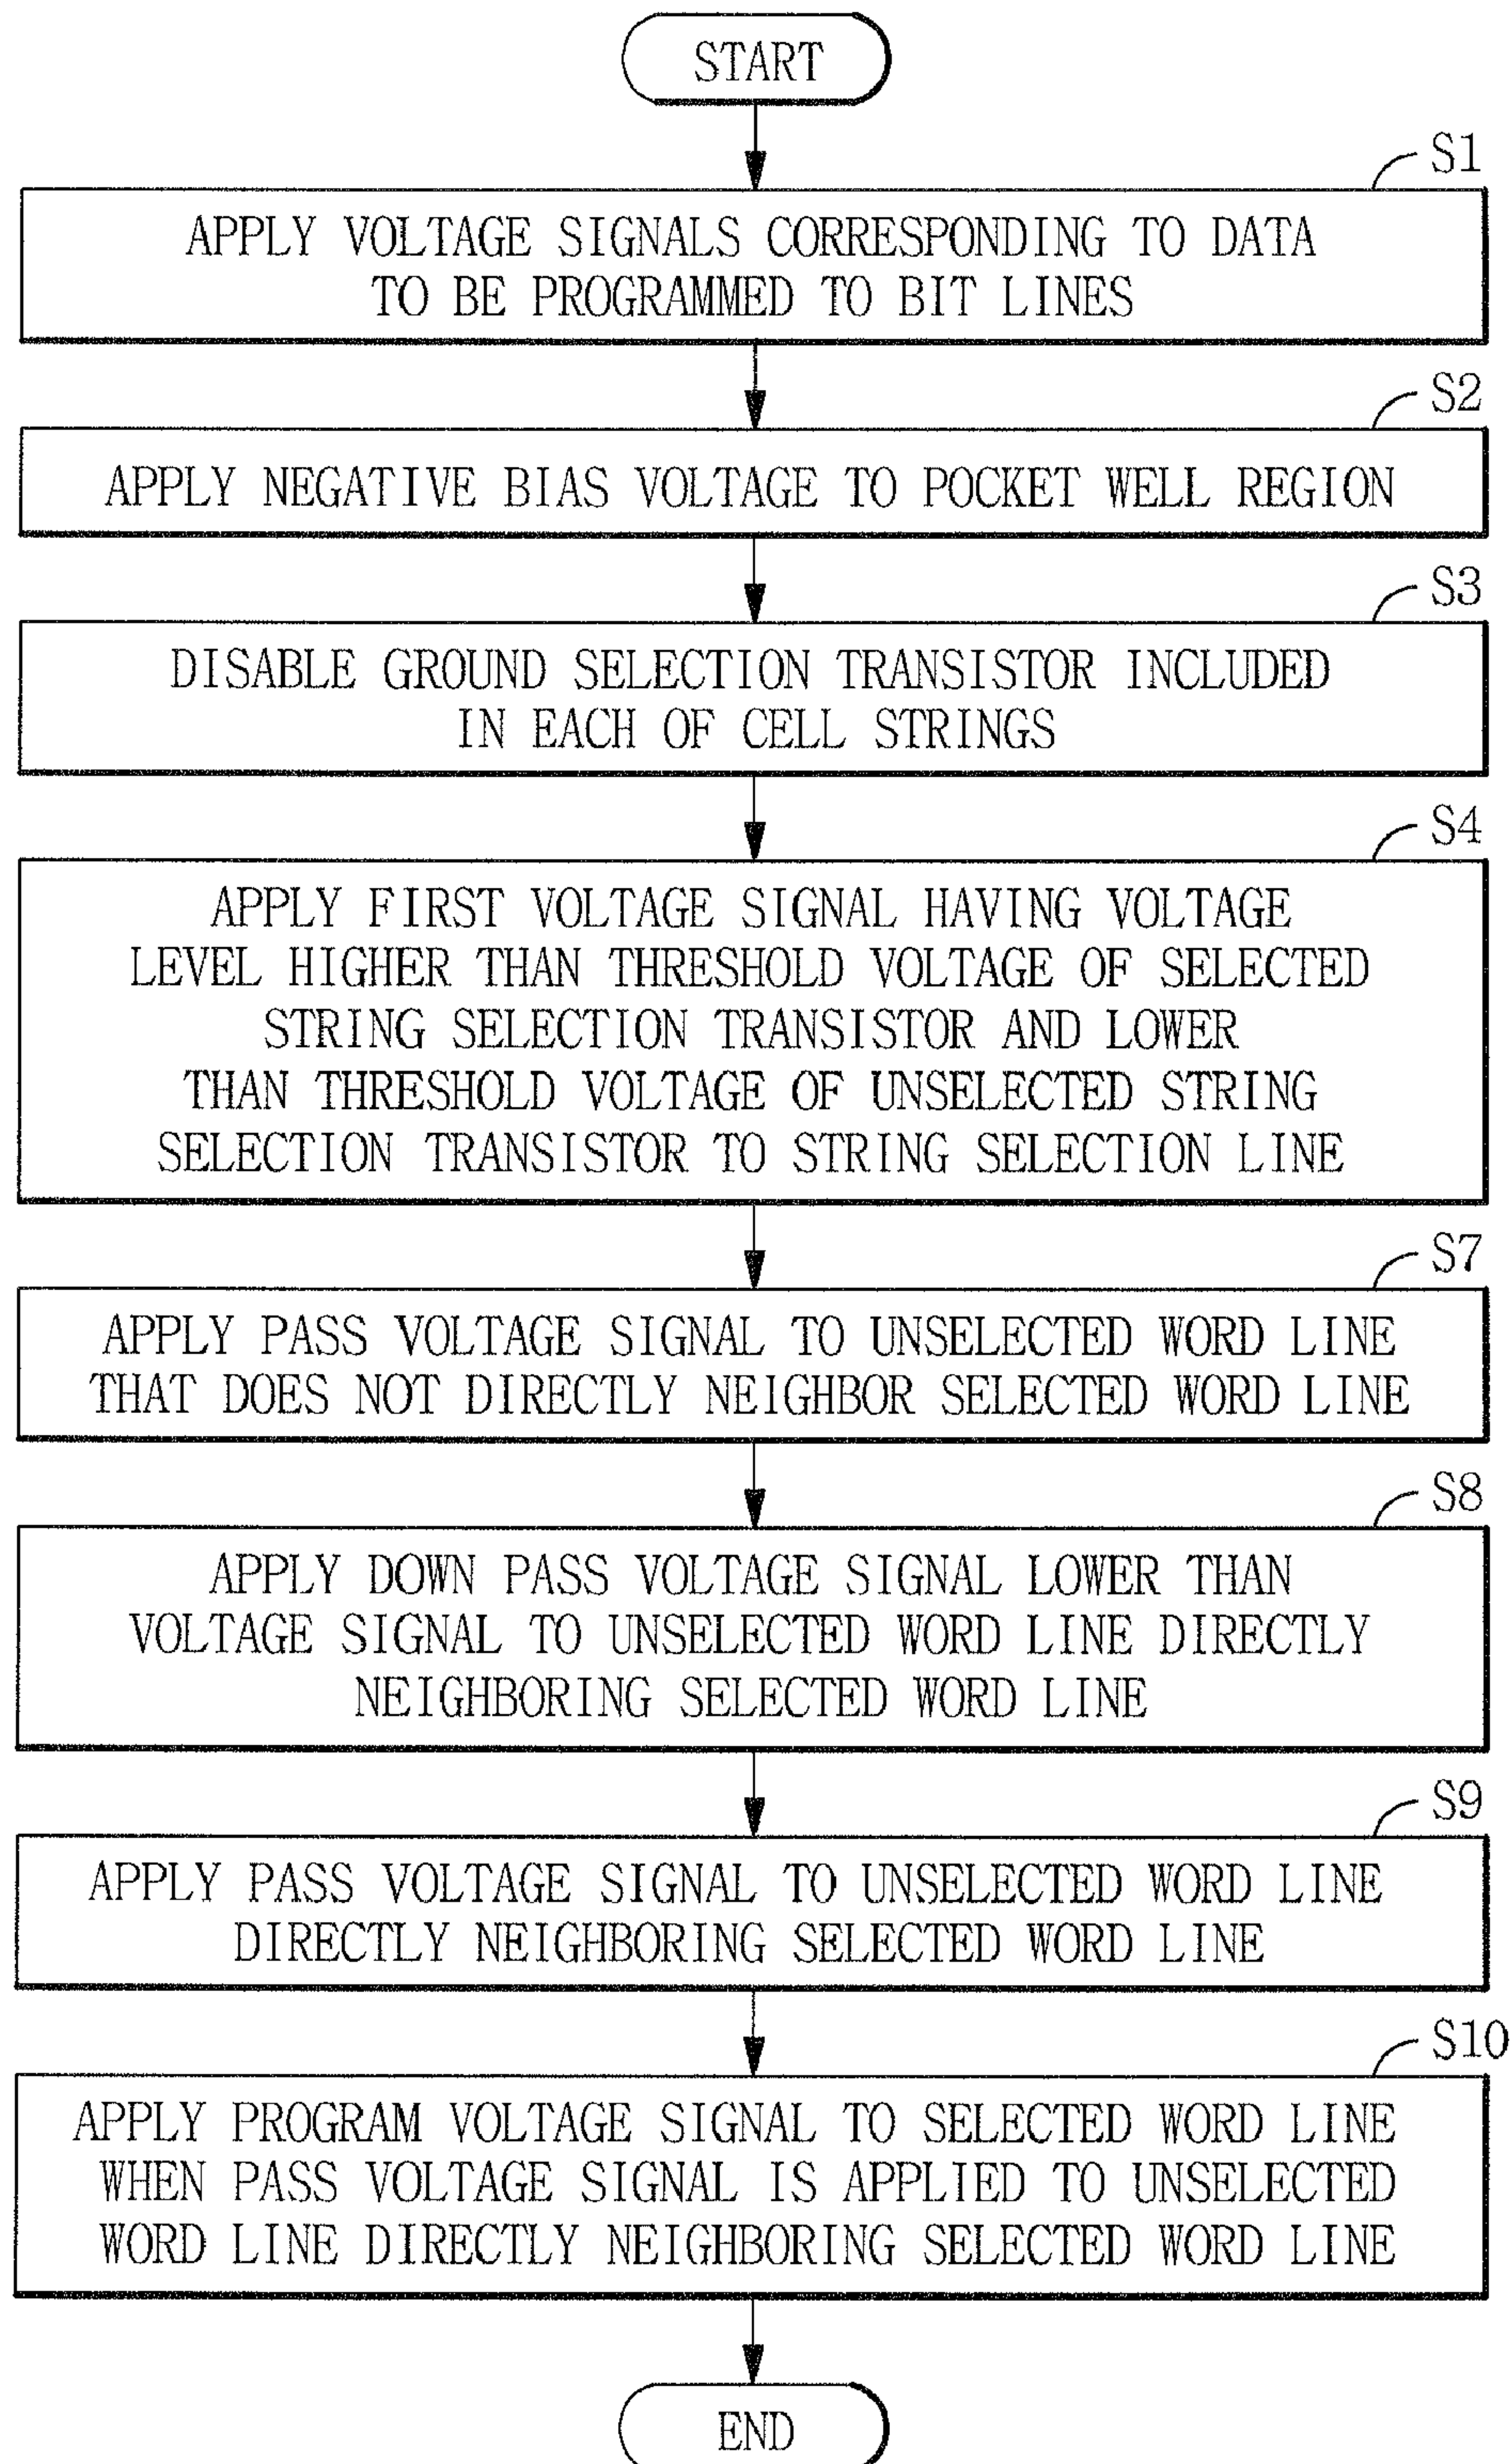 START
S1
APPLY VOLTAGE SIGNALS CORRESPONDING TO DATA
TO BE PROGRAMMED TO BIT LINES
S2
APPLY NEGATIVE BIAS VOLTAGE TO POCKET WELL REGION
S3
DISABLE GROUND SELECTION TRANSISTOR INCLUDED
IN EACH OF CELL STRINGS
S4
APPLY FIRST VOLTAGE SIGNAL HAVING VOLTAGE
LEVEL HIGHER THAN THRESHOLD VOLTAGE OF SELECTED
STRING SELECTION TRANSISTOR AND LOWER
THAN THRESHOLD VOLTAGE OF UNSELECTED STRING
SELECTION TRANSISTOR TO STRING SELECTION LINE
S7
APPLY PASS VOLTAGE SIGNAL TO UNSELECTED WORD LINE
THAT DOES NOT DIRECTLY NEIGHBOR SELECTED WORD LINE
S8
APPLY DOWN PASS VOLTAGE SIGNAL LOWER THAN
VOLTAGE SIGNAL TO UNSELECTED WORD LINE DIRECTLY
NEIGHBORING SELECTED WORD LINE
S9
APPLY PASS VOLTAGE SIGNAL TO UNSELECTED WORD LINE
DIRECTLY NEIGHBORING SELECTED WORD LINE
S10
APPLY PROGRAM VOLTAGE SIGNAL TO SELECTED WORD LINE
WHEN PASS VOLTAGE SIGNAL IS APPLIED TO UNSELECTED
WORD LINE DIRECTLY NEIGHBORING SELECTED WORD LINE
END